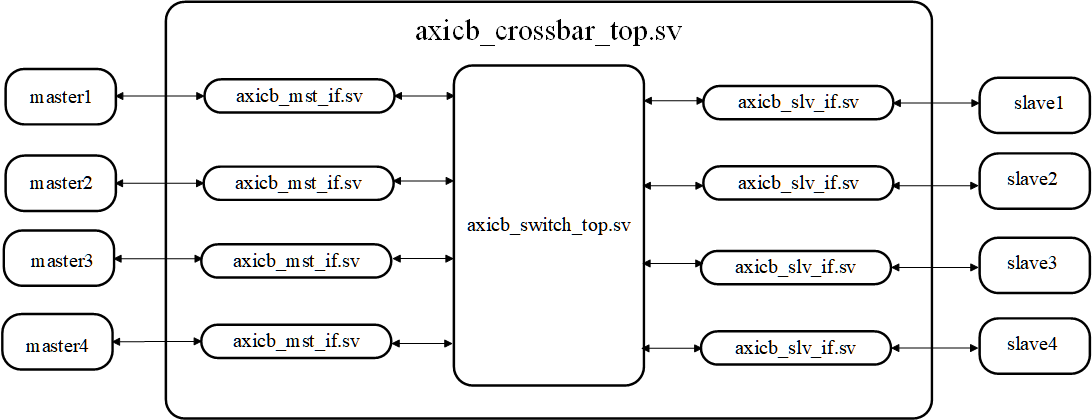 axicb_crossbar_top.sv
master1
axicb_mst_if.sv
axicb_slv_if.sv
slave1
master2
axicb_mst_if.sv
axicb_slv_if.sv
slave2
axicb_switch_top.sv
master3
axicb_mst_if.sv
axicb_slv_if.sv
slave3
master4
axicb_mst_if.sv
axicb_slv_if.sv
slave4